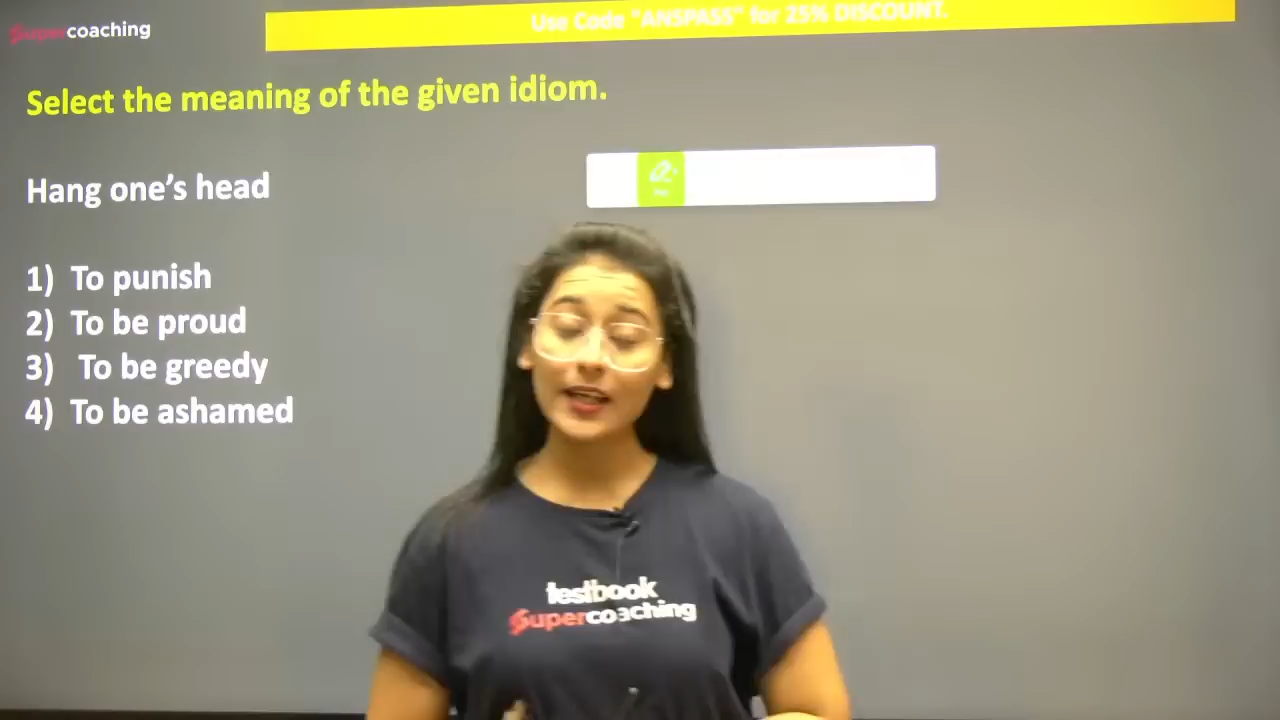 Supercoaching
Use Code "ANSPASS" for 25% DISCOUNT.
Select the meaning of the given idiom.
Hang one's head
1) To punish
2) To be proud
3) To be greedy
4) To be ashamed
testbook
Supercoaching